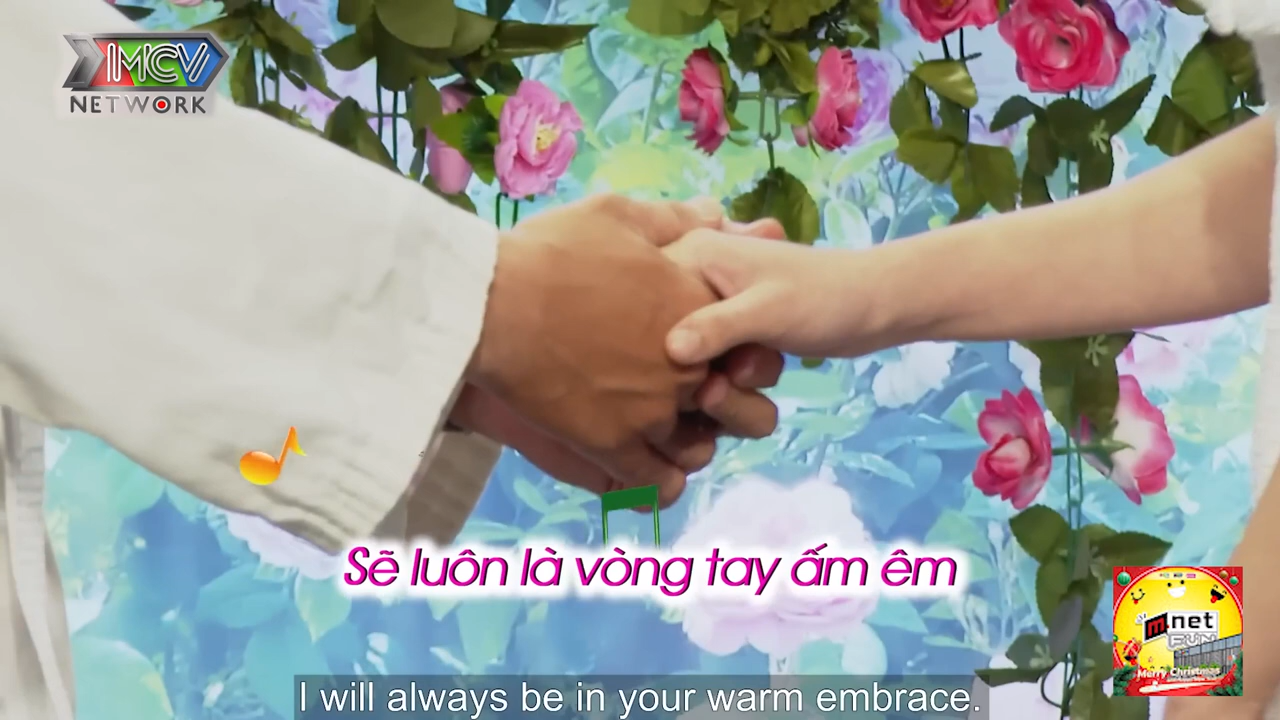 MCV
NETWORK
Sẽ luôn là vòng tay ấm êm
mnet
FUN
Merry Christmas
I will always be in your warm embrace.